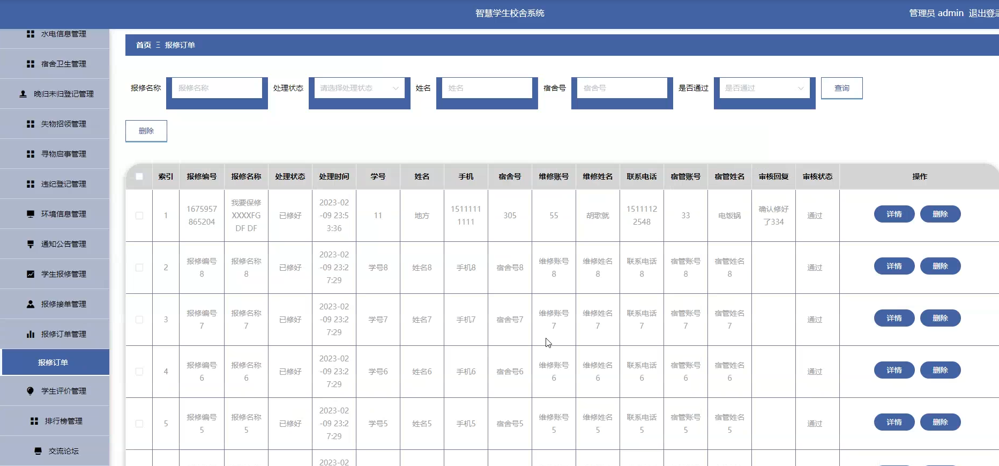 智慧学生校舍系统
管理员 admin 退出登录
水电信息管理
宿舍卫生管理
晚归未归登记管理
失物招领管理
寻物启事管理
违纪登记管理
环境信息管理
通知公告管理
学生报修管理
报修接单管理
报修订单管理
报修订单
学生评价管理
排行榜管理
交流论坛
首页 Ξ 报修订单
报修名称 报修名称 处理状态 请选择处理状态 姓名 姓名 宿舍号 宿舍号 是否通过 是否通过 查询
删除
索引 报修编号 报修名称 处理状态 处理时间 学号 姓名 手机 宿舍号 维修账号 维修姓名 联系电话 宿管账号 宿管姓名 审核回复 审核状态 操作
1 1675957865204 我要保修XXXXFGDF DF 已修好 2023-02-09 23:53:36 11 地方 15111111111 305 55 胡歌就 15111122548 33 电饭锅 确认修好了334 通过 详情 删除
2 报修编号8 报修名称8 已修好 2023-02-09 23:27:29 学号8 姓名8 手机8 宿舍号8 维修账号8 维修姓名8 联系电话8 宿管账号8 宿管姓名8 通过 详情 删除
3 报修编号7 报修名称7 已修好 2023-02-09 23:27:29 学号7 姓名7 手机7 宿舍号7 维修账号7 维修姓名7 联系电话7 宿管账号7 宿管姓名7 通过 详情 删除
4 报修编号6 报修名称6 已修好 2023-02-09 23:27:29 学号6 姓名6 手机6 宿舍号6 维修账号6 维修姓名6 联系电话6 宿管账号6 宿管姓名6 通过 详情 删除
5 报修编号5 报修名称5 已修好 2023-02-09 23:27:29 学号5 姓名5 手机5 宿舍号5 维修账号5 维修姓名5 联系电话5 宿管账号5 宿管姓名5 通过 详情 删除
2023-02